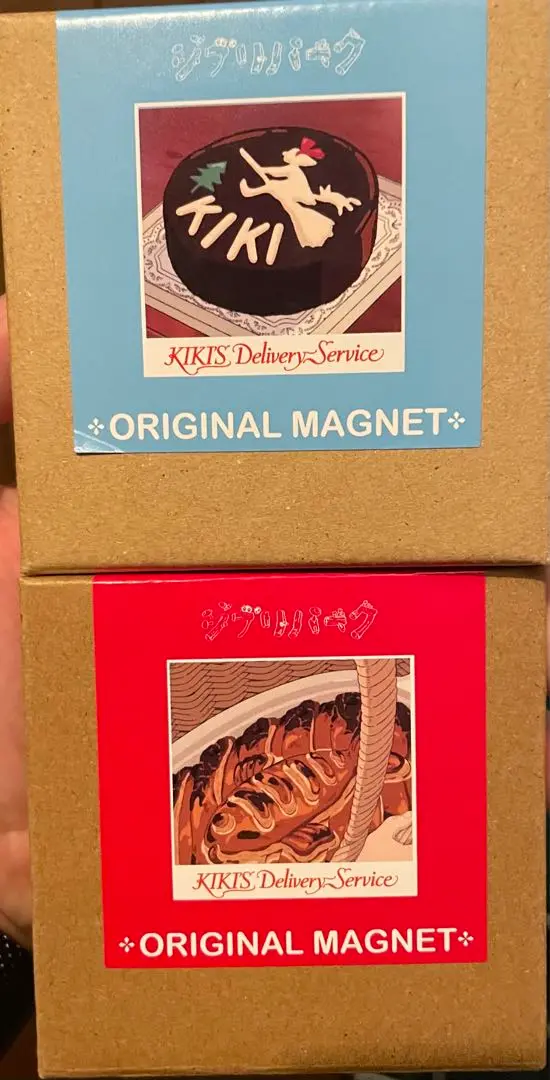 ジブリパーク
KIKI
KIKI'S Delivery Service
ORIGINAL MAGNET
ジブリパーク
KIKI'S Delivery Service
ORIGINAL MAGNET